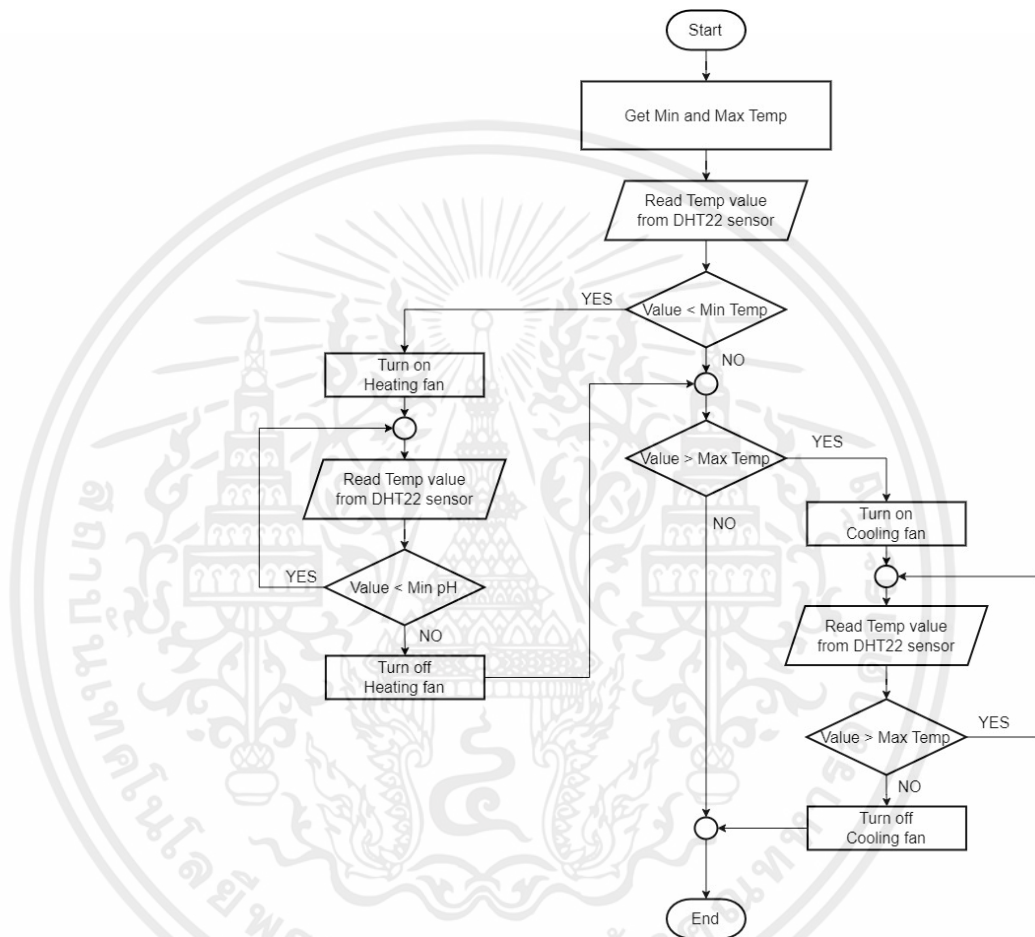 Start
Get Min and Max Temp
Read Temp value
from DHT22 sensor
Value < Min Temp
YES
NO
Turn on
Heating fan
Read Temp value
from DHT22 sensor
Value < Min pH
YES
NO
Turn off
Heating fan
Value > Max Temp
YES
NO
Turn on
Cooling fan
Read Temp value
from DHT22 sensor
Value > Max Temp
YES
NO
Turn off
Cooling fan
End